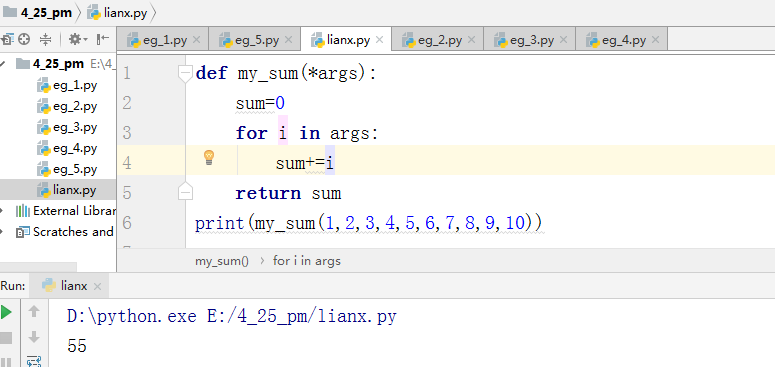 4_25_pm lianx.py
eg_1.py eg_5.py lianx.py eg_2.py eg_3.py eg_4.py
4_25_pm E:\4_
eg_1.py
eg_2.py
eg_3.py
eg_4.py
eg_5.py
lianx.py
External Librar
Scratches and
1 def my_sum(*args):
2 sum=0
3 for i in args:
4 sum+=i
5 return sum
6 print(my_sum(1,2,3,4,5,6,7,8,9,10))
my_sum() › for i in args
Run: lianx
D:\python.exe E:/4_25_pm/lianx.py
55